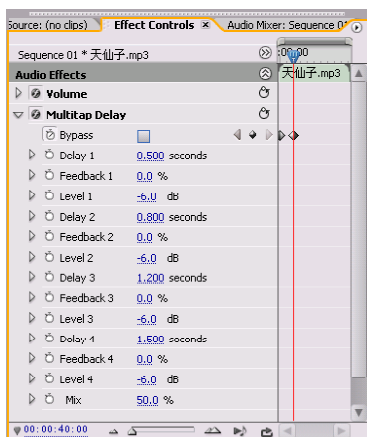 Source: (no clips) Effect Controls × Audio Mixer: Sequence 01
Sequence 01 * 天仙子.mp3 :00:00
Audio Effects 天仙子.mp3
Volume
Multitap Delay
Bypass
Delay 1 0.500 seconds
Feedback 1 0.0 %
Level 1 -6.0 dB
Delay 2 0.800 seconds
Feedback 2 0.0 %
Level 2 -6.0 dB
Delay 3 1.200 seconds
Feedback 3 0.0 %
Level 3 -6.0 dB
Delay 4 1.500 seconds
Feedback 4 0.0 %
Level 4 -6.0 dB
Mix 50.0 %
00:00:40:00